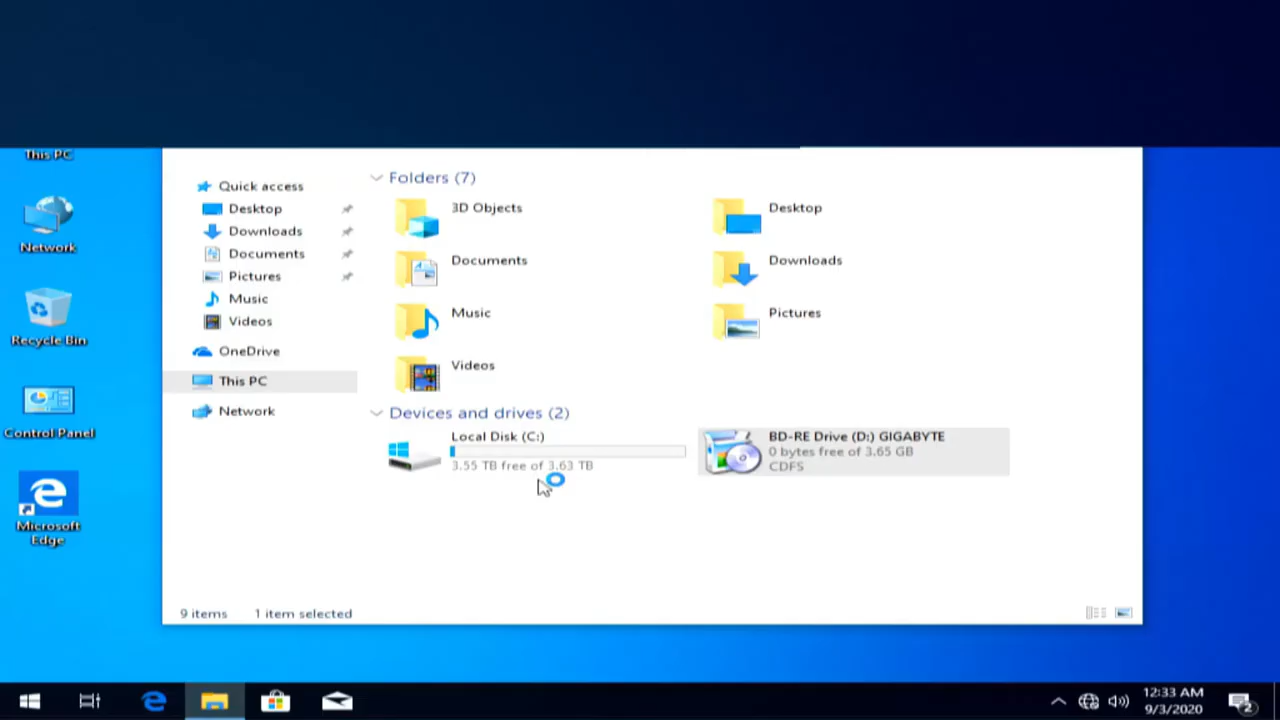 This PC
Network
Recycle Bin
Control Panel
Microsoft
Edge
Quick access
Desktop
Downloads
Documents
Pictures
Music
Videos
OneDrive
This PC
Network
Folders (7)
3D Objects
Desktop
Documents
Downloads
Music
Pictures
Videos
Devices and drives (2)
Local Disk (C:)
3.55 TB free of 3.63 TB
BD-RE Drive (D:) GIGABYTE
0 bytes free of 3.65 GB
CDFS
9 items
1 item selected
12:33 AM
9/3/2020
2